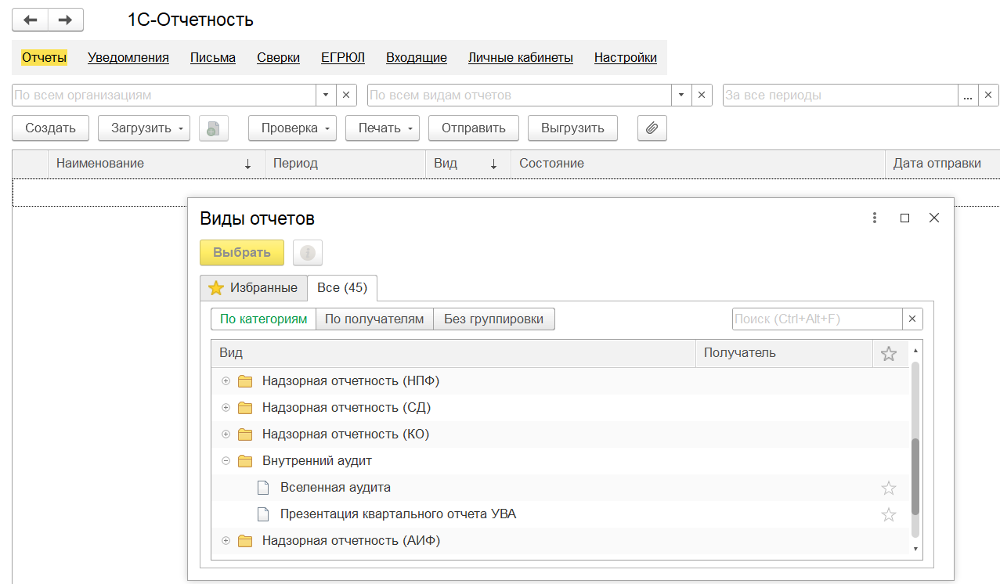 1С-Отчетность
Отчеты Уведомления Письма Сверки ЕГРЮЛ Входящие Личные кабинеты Настройки
По всем организациям По всем видам отчетов За все периоды ...
Создать Загрузить Проверка Печать Отправить Выгрузить
Наименование ↓ Период Вид ↓ Состояние Дата отправки
Виды отчетов
Выбрать
Избранные Все (45)
По категориям По получателям Без группировки Поиск (Ctrl+Alt+F)
Вид Получатель
Надзорная отчетность (НПФ)
Надзорная отчетность (СД)
Надзорная отчетность (КО)
Внутренний аудит
Вселенная аудита
Презентация квартального отчета УВА
Надзорная отчетность (АИФ)